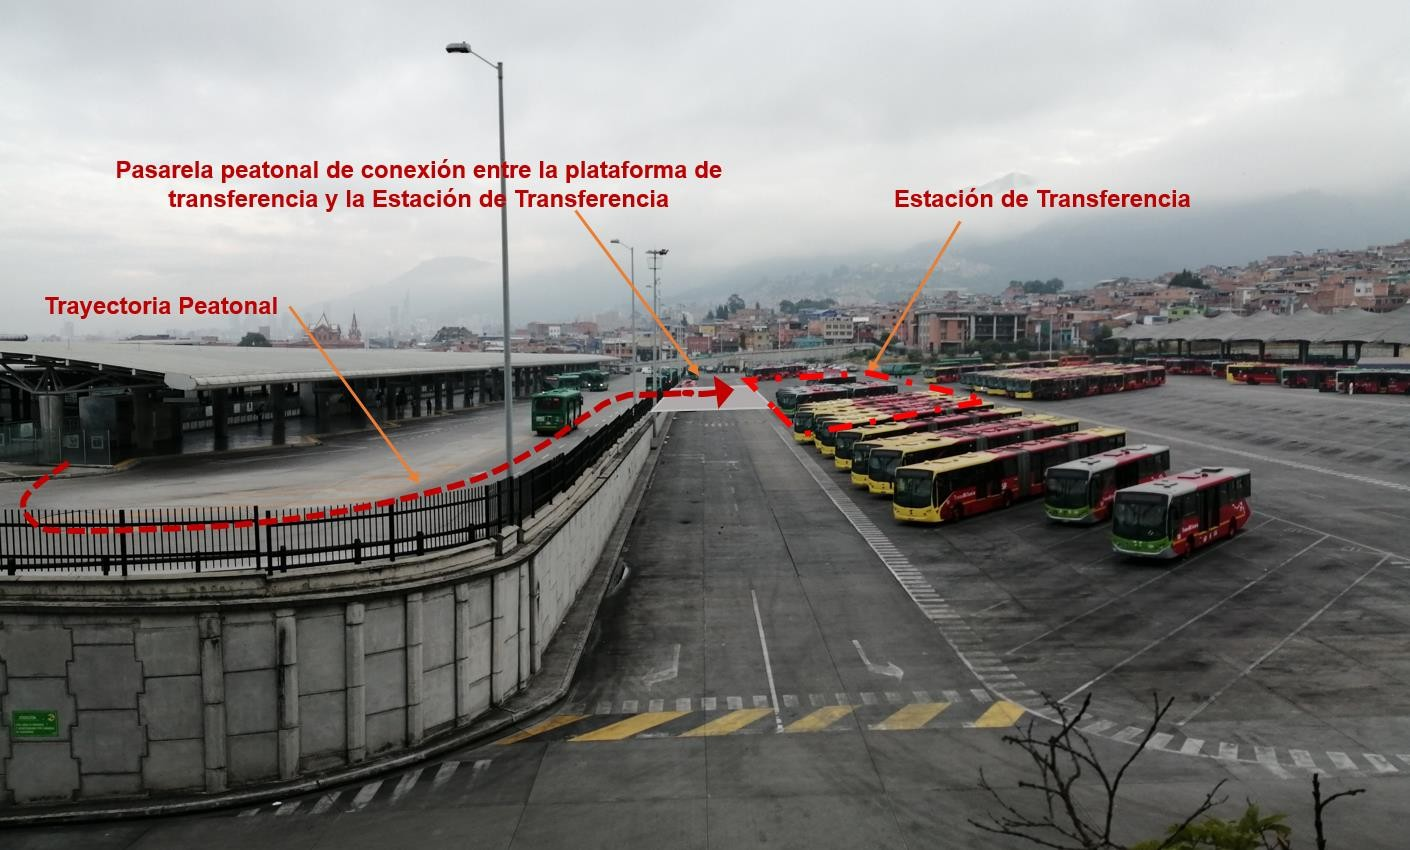 Pasarela peatonal de conexión entre la plataforma de
transferencia y la Estación de Transferencia
Estación de Transferencia
Trayectoria Peatonal